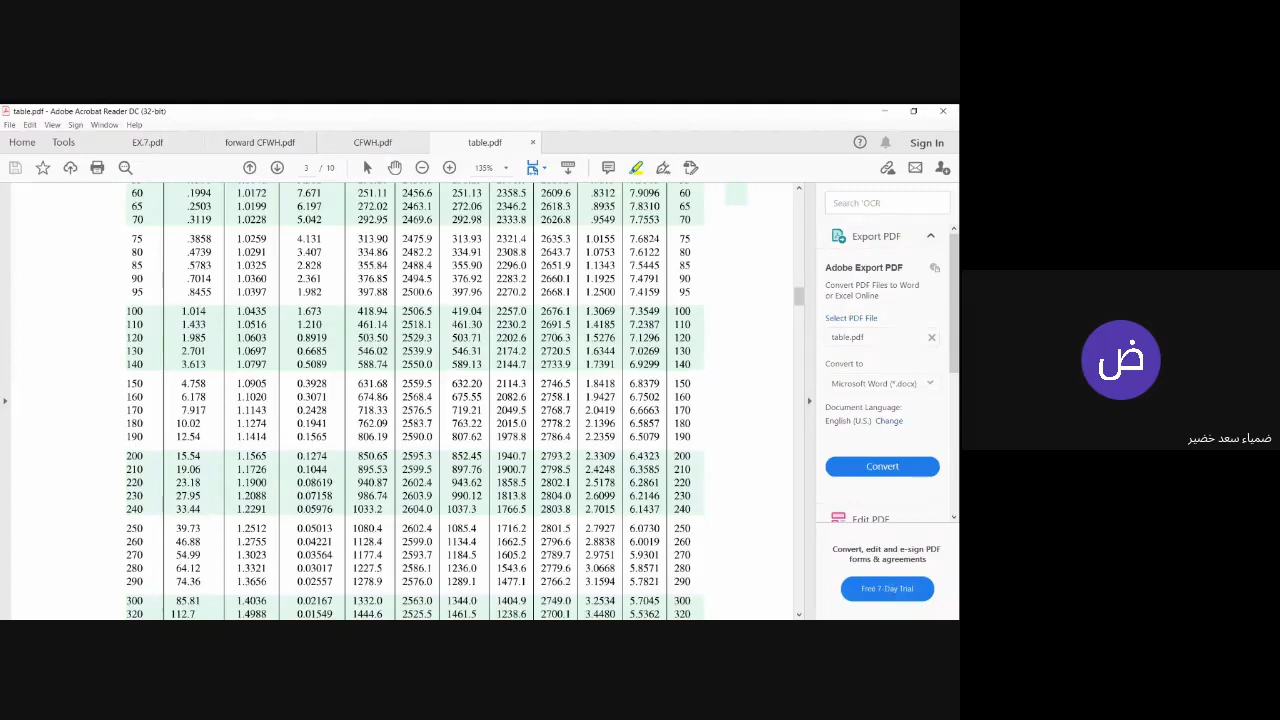 table.pdf - Adobe Acrobat Reader DC (32-bit)
File Edit View Sign Window Help
Home Tools EX.7.pdf forward CFWH.pdf CFWH.pdf table.pdf × Sign In
3 / 10 135%
60 .1994 1.0172 7.671 251.11 2456.6 251.13 2358.5 2609.6 .8312 7.9096 60
65 .2503 1.0199 6.197 272.02 2463.1 272.06 2346.2 2618.3 .8935 7.8310 65
70 .3119 1.0228 5.042 292.95 2469.6 292.98 2333.8 2626.8 .9549 7.7553 70
75 .3858 1.0259 4.131 313.90 2475.9 313.93 2321.4 2635.3 1.0155 7.6824 75
80 .4739 1.0291 3.407 334.86 2482.2 334.91 2308.8 2643.7 1.0753 7.6122 80
85 .5783 1.0325 2.828 355.84 2488.4 355.90 2296.0 2651.9 1.1343 7.5445 85
90 .7014 1.0360 2.361 376.85 2494.5 376.92 2283.2 2660.1 1.1925 7.4791 90
95 .8455 1.0397 1.982 397.88 2500.6 397.96 2270.2 2668.1 1.2500 7.4159 95
100 1.014 1.0435 1.673 418.94 2506.5 419.04 2257.0 2676.1 1.3069 7.3549 100
110 1.433 1.0516 1.210 461.14 2518.1 461.30 2230.2 2691.5 1.4185 7.2387 110
120 1.985 1.0603 0.8919 503.50 2529.3 503.71 2202.6 2706.3 1.5276 7.1296 120
130 2.701 1.0697 0.6685 546.02 2539.9 546.31 2174.2 2720.5 1.6344 7.0269 130
140 3.613 1.0797 0.5089 588.74 2550.0 589.13 2144.7 2733.9 1.7391 6.9299 140
150 4.758 1.0905 0.3928 631.68 2559.5 632.20 2114.3 2746.5 1.8418 6.8379 150
160 6.178 1.1020 0.3071 674.86 2568.4 675.55 2082.6 2758.1 1.9427 6.7502 160
170 7.917 1.1143 0.2428 718.33 2576.5 719.21 2049.5 2768.7 2.0419 6.6663 170
180 10.02 1.1274 0.1941 762.09 2583.7 763.22 2015.0 2778.2 2.1396 6.5857 180
190 12.54 1.1414 0.1565 806.19 2590.0 807.62 1978.8 2786.4 2.2359 6.5079 190
200 15.54 1.1565 0.1274 850.65 2595.3 852.45 1940.7 2793.2 2.3309 6.4323 200
210 19.06 1.1726 0.1044 895.53 2599.5 897.76 1900.7 2798.5 2.4248 6.3585 210
220 23.18 1.1900 0.08619 940.87 2602.4 943.62 1858.5 2802.1 2.5178 6.2861 220
230 27.95 1.2088 0.07158 986.74 2603.9 990.12 1813.8 2804.0 2.6099 6.2146 230
240 33.44 1.2291 0.05976 1033.2 2604.0 1037.3 1766.5 2803.8 2.7015 6.1437 240
250 39.73 1.2512 0.05013 1080.4 2602.4 1085.4 1716.2 2801.5 2.7927 6.0730 250
260 46.88 1.2755 0.04221 1128.4 2599.0 1134.4 1662.5 2796.6 2.8838 6.0019 260
270 54.99 1.3023 0.03564 1177.4 2593.7 1184.5 1605.2 2789.7 2.9751 5.9301 270
280 64.12 1.3321 0.03017 1227.5 2586.1 1236.0 1543.6 2779.6 3.0668 5.8571 280
290 74.36 1.3656 0.02557 1278.9 2576.0 1289.1 1477.1 2766.2 3.1594 5.7821 290
300 85.81 1.4036 0.02167 1332.0 2563.0 1344.0 1404.9 2749.0 3.2534 5.7045 300
320 112.7 1.4988 0.01549 1444.6 2525.5 1461.5 1238.6 2700.1 3.4480 5.5362 320
Search 'OCR
Export PDF
Adobe Export PDF
Convert PDF Files to Word
or Excel Online
Select PDF File
table.pdf
Convert to
Microsoft Word (*.docx)
Document Language:
English (U.S.) Change
Convert
Edit PDF
Convert, edit and e-sign PDF
forms & agreements
Free 7-Day Trial
ض
ضمياء سعد خضير